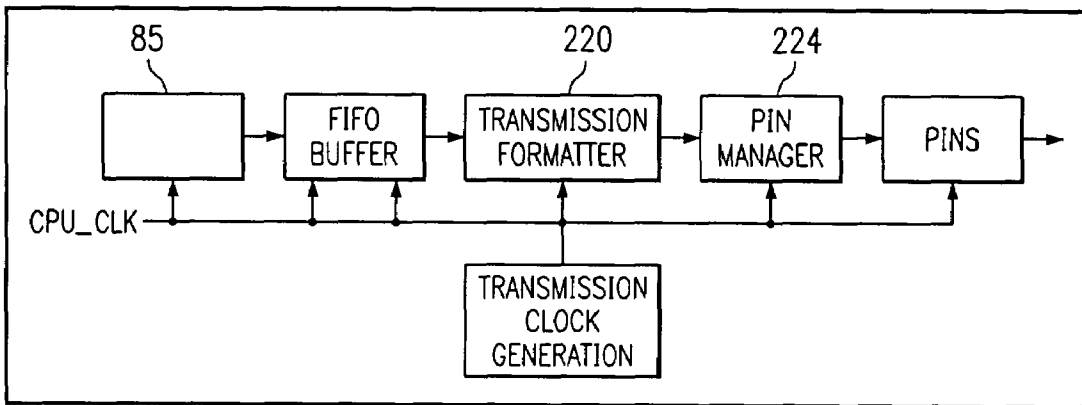 85
220
224
FIFO
BUFFER
TRANSMISSION
FORMATTER
PIN
MANAGER
PINS
CPU_CLK
TRANSMISSION
CLOCK
GENERATION